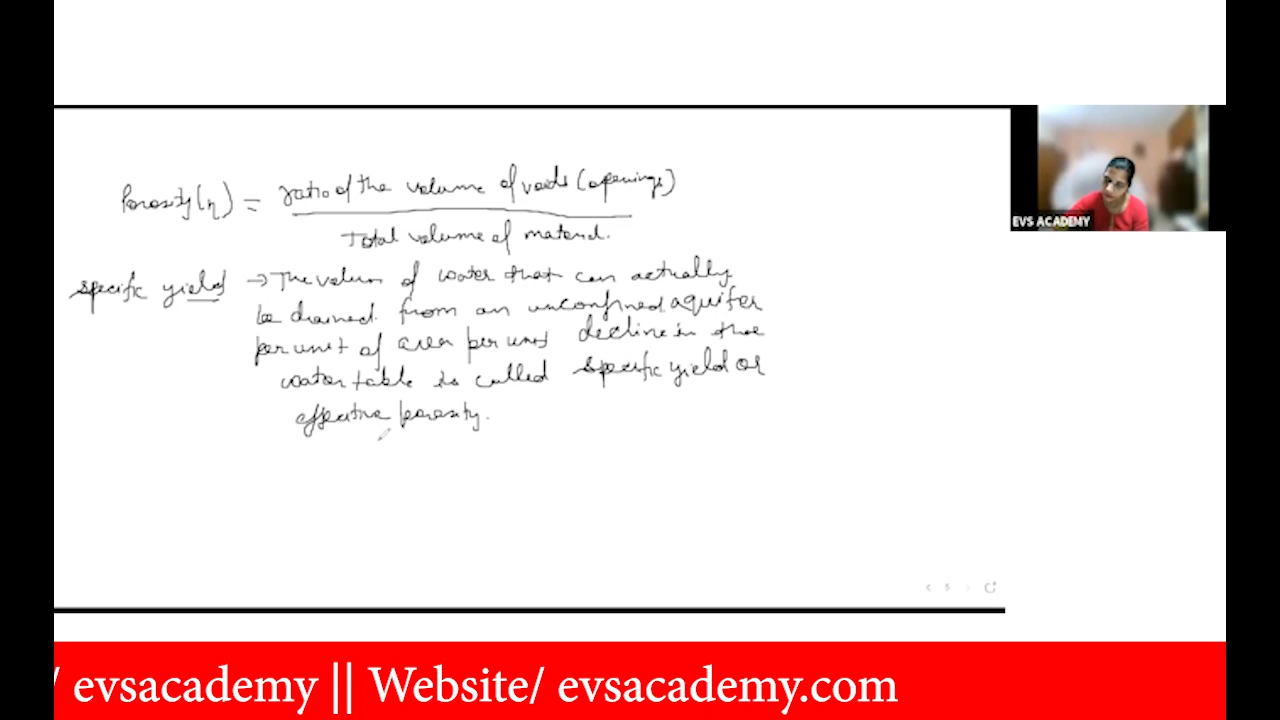 Porosity(η) = ratio of the volume of voids (openings)
Total volume of material.
specific yield → The volum of water that can actually
be drained from an unconfined aquifer
per unit of area per unit decline in the
water table is called specific yield or
effective porosity.
EVS ACADEMY
< 5 >
/ evsacademy || Website/ evsacademy.com